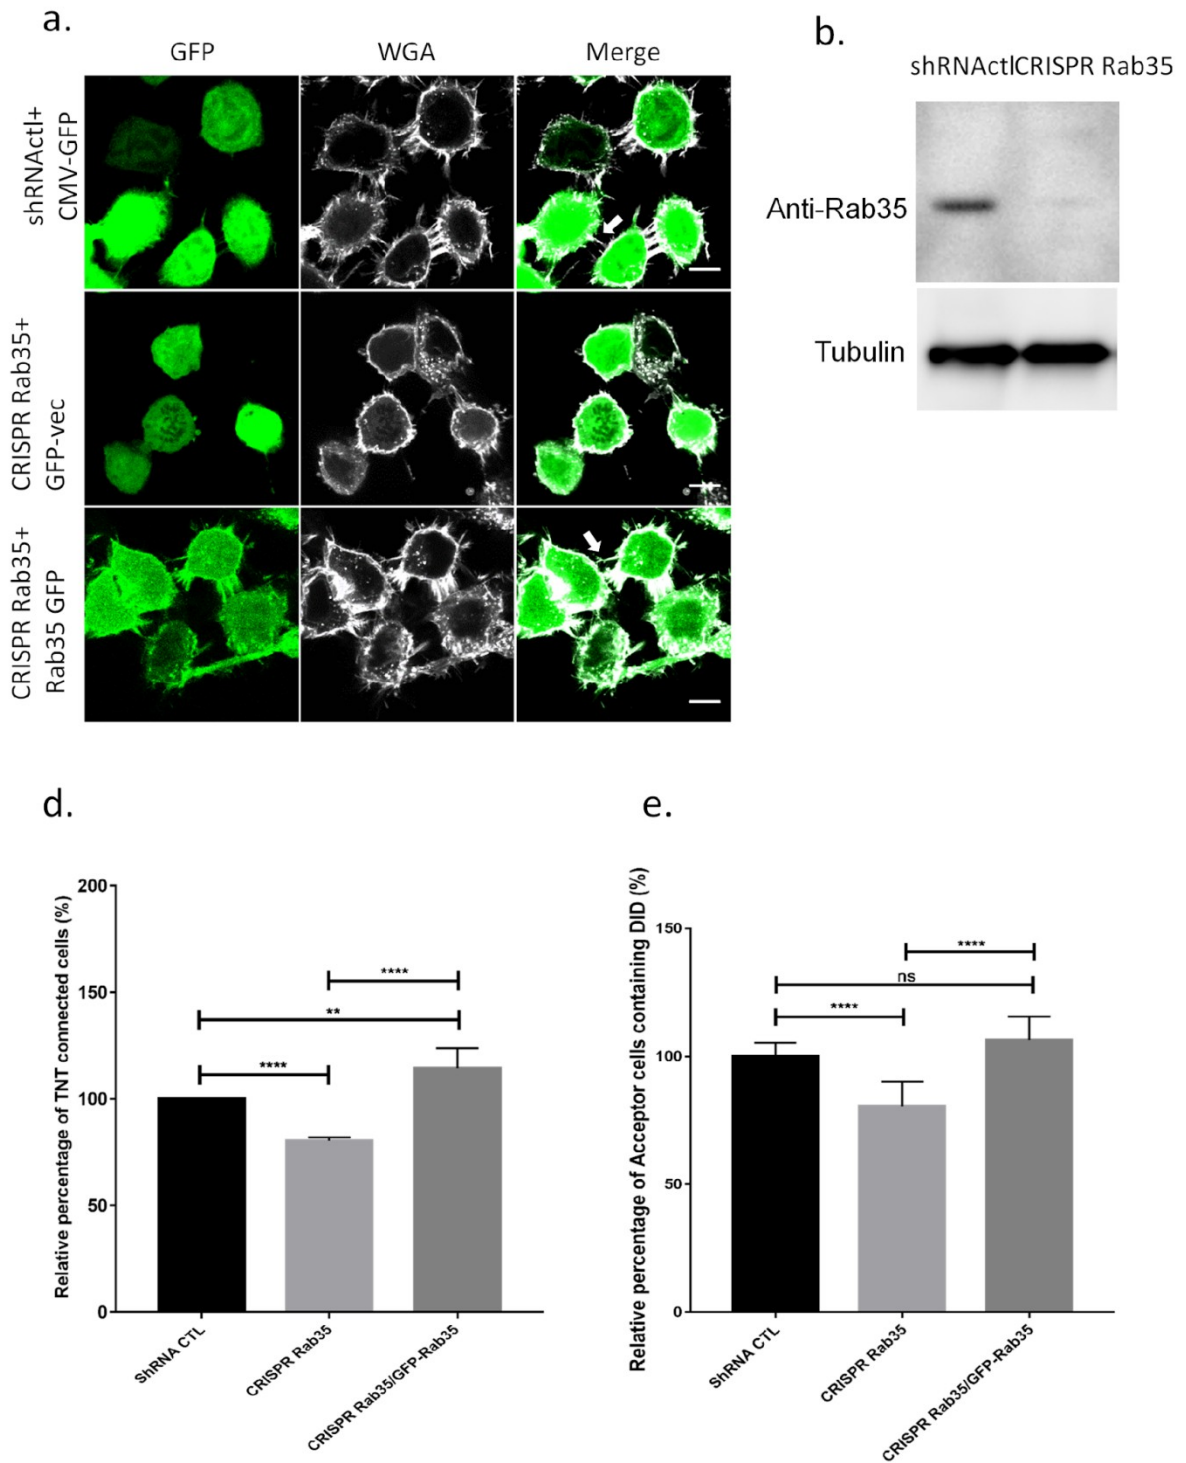 a.
GFP
WGA
Merge
shRNActl+
CMV-GFP
CRISPR Rab35+
GFP-vec
CRISPR Rab35+
Rab35 GFP
b.
shRNActlCRISPR Rab35
Anti-Rab35
Tubulin
d.
Relative percentage of TNT connected cells (%)
200
150
100
50
0
****
**
****
ShRNA CTL
CRISPR Rab35
CRISPR Rab35/GFP-Rab35
e.
Relative percentage of Acceptor cells containing DID (%)
150
100
50
0
****
ns
****
ShRNA CTL
CRISPR Rab35
CRISPR Rab35/GFP-Rab35